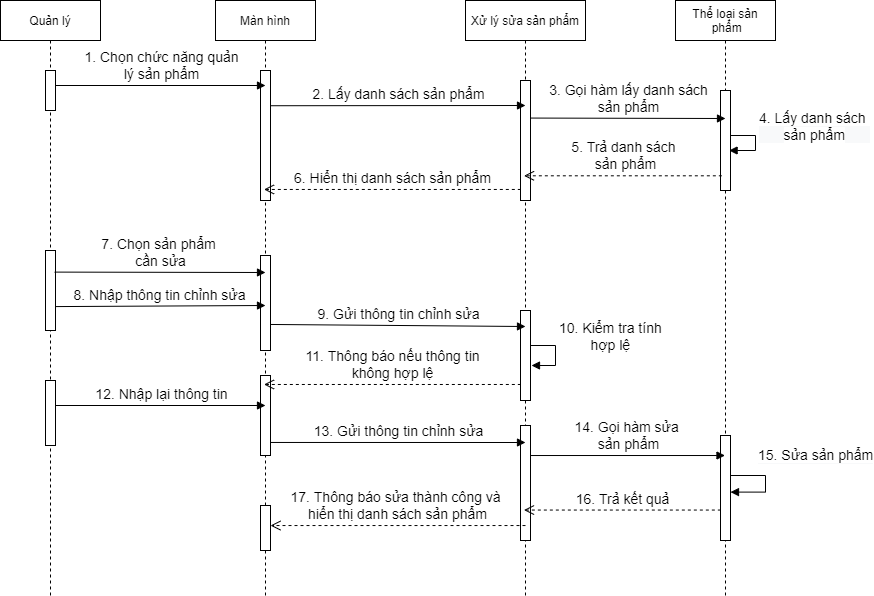 Quản lý
Màn hình
Xử lý sửa sản phẩm
Thể loại sản
phẩm
1. Chọn chức năng quản
lý sản phẩm
2. Lấy danh sách sản phẩm
3. Gọi hàm lấy danh sách
sản phẩm
4. Lấy danh sách
sản phẩm
5. Trả danh sách
sản phẩm
6. Hiển thị danh sách sản phẩm
7. Chọn sản phẩm
cần sửa
8. Nhập thông tin chỉnh sửa
9. Gửi thông tin chỉnh sửa
10. Kiểm tra tính
hợp lệ
11. Thông báo nếu thông tin
không hợp lệ
12. Nhập lại thông tin
13. Gửi thông tin chỉnh sửa
14. Gọi hàm sửa
sản phẩm
15. Sửa sản phẩm
16. Trả kết quả
17. Thông báo sửa thành công và
hiển thị danh sách sản phẩm